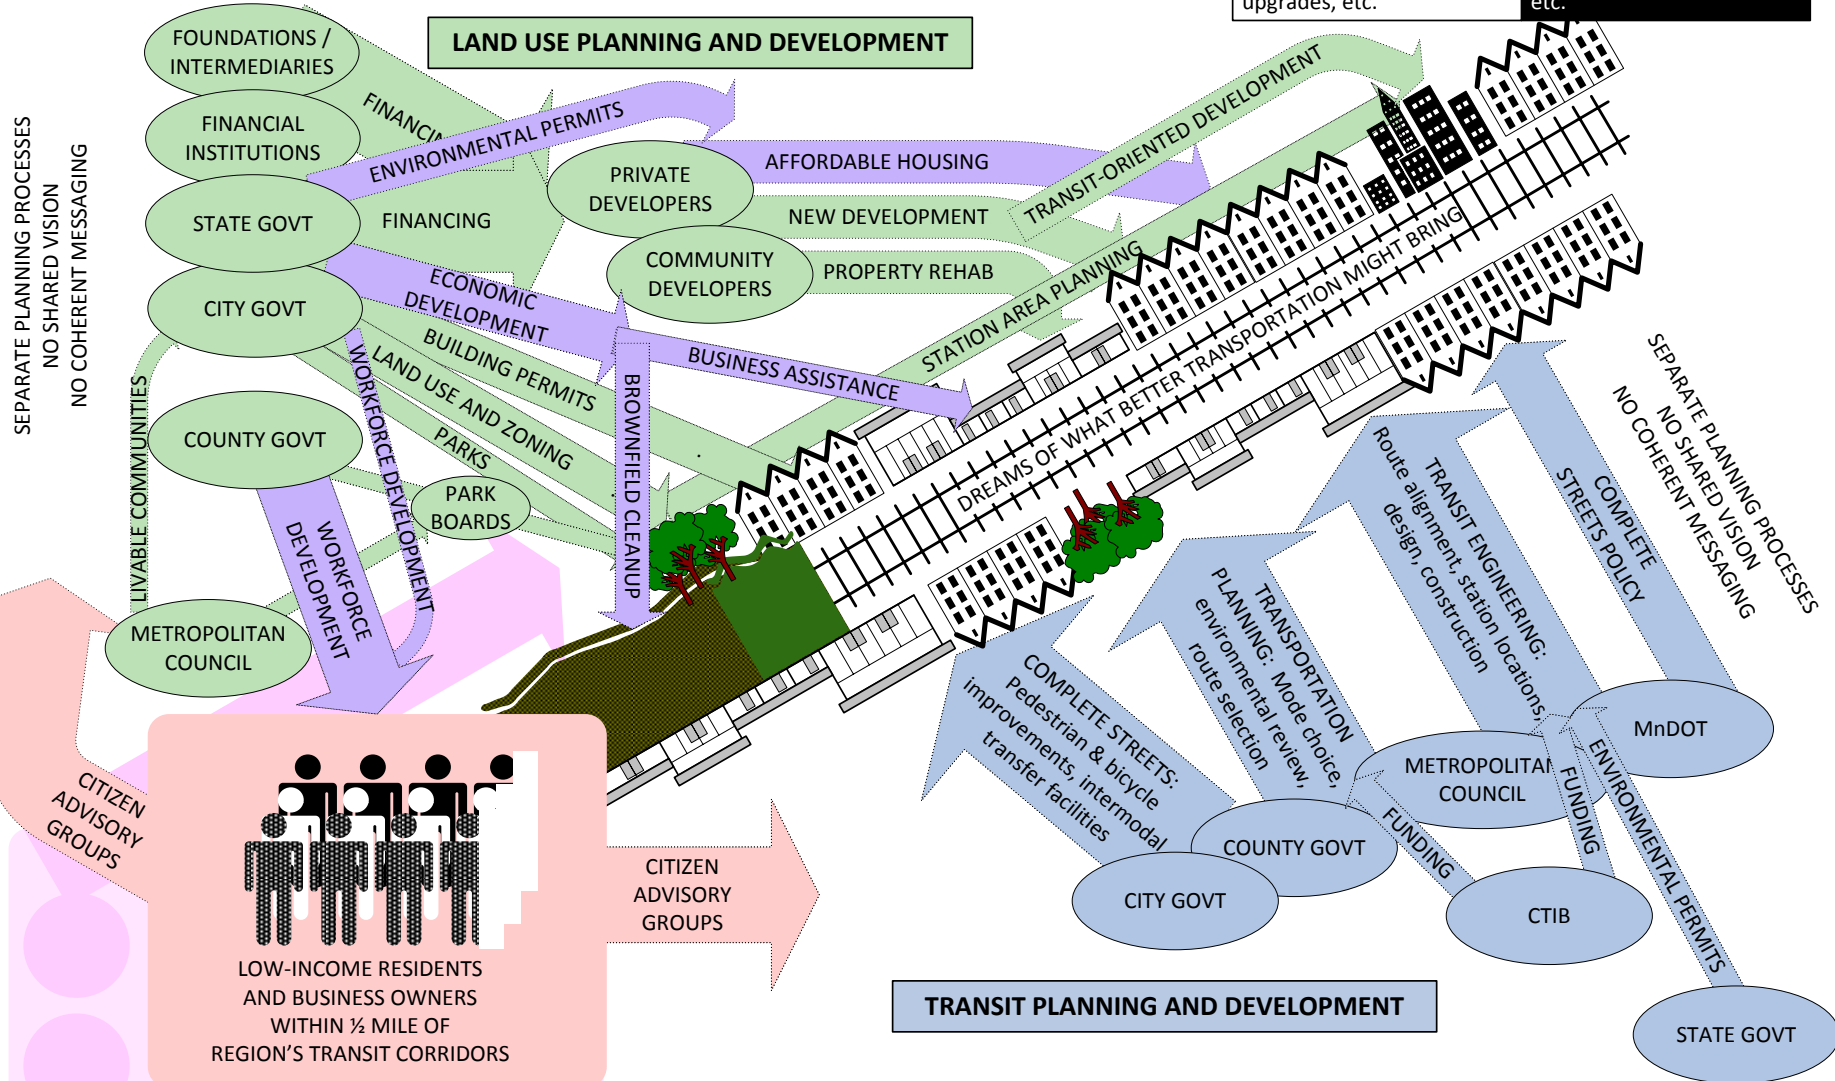 upgrades, etc.
etc.
LAND USE PLANNING AND DEVELOPMENT
FOUNDATIONS /
INTERMEDIARIES
FINANCIAL
INSTITUTIONS
STATE GOVT
CITY GOVT
COUNTY GOVT
METROPOLITAN
COUNCIL
PARK
BOARDS
PRIVATE
DEVELOPERS
COMMUNITY
DEVELOPERS
SEPARATE PLANNING PROCESSES
NO SHARED VISION
NO COHERENT MESSAGING
FINANCIN
ENVIRONMENTAL PERMITS
FINANCING
AFFORDABLE HOUSING
NEW DEVELOPMENT
PROPERTY REHAB
TRANSIT-ORIENTED DEVELOPMENT
STATION AREA PLANNING
ECONOMIC
DEVELOPMENT
BUSINESS ASSISTANCE
BUILDING PERMITS
LAND USE AND ZONING
PARKS
BROWNFIELD CLEANUP
WORKFORCE DEVELOPMENT
WORKFORCE
DEVELOPMENT
LIVABLE COMMUNITIES
DREAMS OF WHAT BETTER TRANSPORTATION MIGHT BRING
SEPARATE PLANNING PROCESSES
NO SHARED VISION
NO COHERENT MESSAGING
COMPLETE
STREETS POLICY
TRANSIT ENGINEERING:
Route alignment, station locations,
design, construction
TRANSPORTATION
PLANNING: Mode choice,
environmental review,
route selection
COMPLETE STREETS:
Pedestrian & bicycle
improvements, intermodal
transfer facilities
MnDOT
METROPOLITAN
COUNCIL
COUNTY GOVT
CITY GOVT
CTIB
FUNDING
FUNDING
ENVIRONMENTAL PERMITS
STATE GOVT
CITIZEN
ADVISORY
GROUPS
CITIZEN
ADVISORY
GROUPS
LOW-INCOME RESIDENTS
AND BUSINESS OWNERS
WITHIN ½ MILE OF
REGION'S TRANSIT CORRIDORS
TRANSIT PLANNING AND DEVELOPMENT